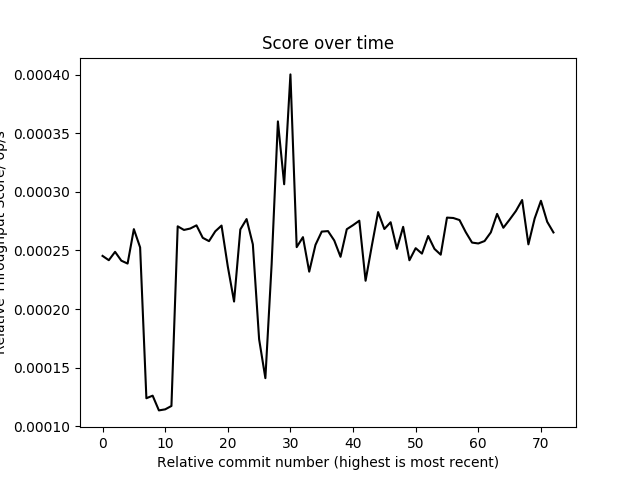 Score over time
0.00040
0.00035
0.00030
0.00025
0.00020
0.00015
0.00010
Relative Throughput Score/ op/s
0 10 20 30 40 50 60 70
Relative commit number (highest is most recent)